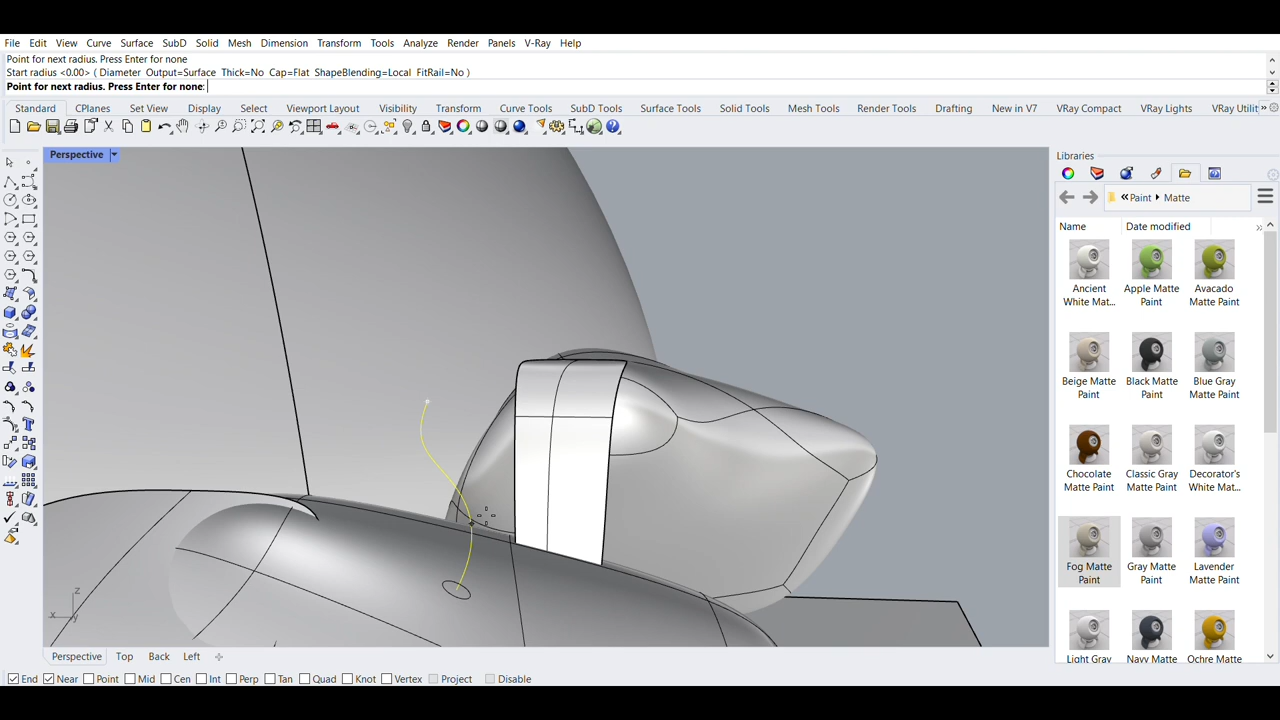 File Edit View Curve Surface SubD Solid Mesh Dimension Transform Tools Analyze Render Panels V-Ray Help
Point for next radius. Press Enter for none
Start radius <0.00> ( Diameter Output=Surface Thick=No Cap=Flat ShapeBlending=Local FitRail=No )
Point for next radius. Press Enter for none:
Standard CPlanes Set View Display Select Viewport Layout Visibility Transform Curve Tools SubD Tools Surface Tools Solid Tools Mesh Tools Render Tools Drafting New in V7 VRay Compact VRay Lights VRay Utilit »
Perspective
Libraries
«Paint Matte
Name Date modified »
Ancient White Mat...
Apple Matte Paint
Avacado Matte Paint
Beige Matte Paint
Black Matte Paint
Blue Gray Matte Paint
Chocolate Matte Paint
Classic Gray Matte Paint
Decorator's White Mat...
Fog Matte Paint
Gray Matte Paint
Lavender Matte Paint
Light Gray
Navy Matte
Ochre Matte
z
x y
Perspective Top Back Left
End Near Point Mid Cen Int Perp Tan Quad Knot Vertex Project Disable